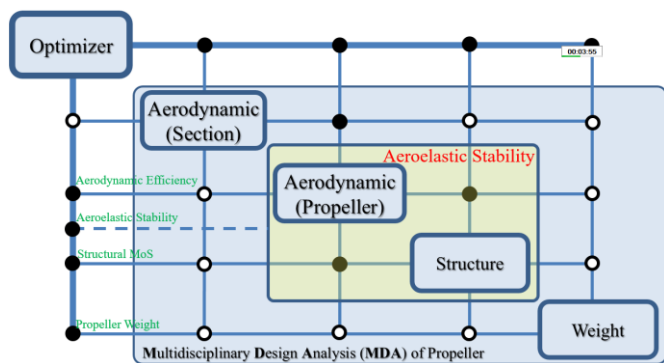 Optimizer
00:03:55
Aerodynamic
(Section)
Aeroelastic Stability
Aerodynamic Efficiency
Aerodynamic
(Propeller)
Aeroelastic Stability
Structural MoS
Structure
Propeller Weight
Weight
Multidisciplinary Design Analysis (MDA) of Propeller